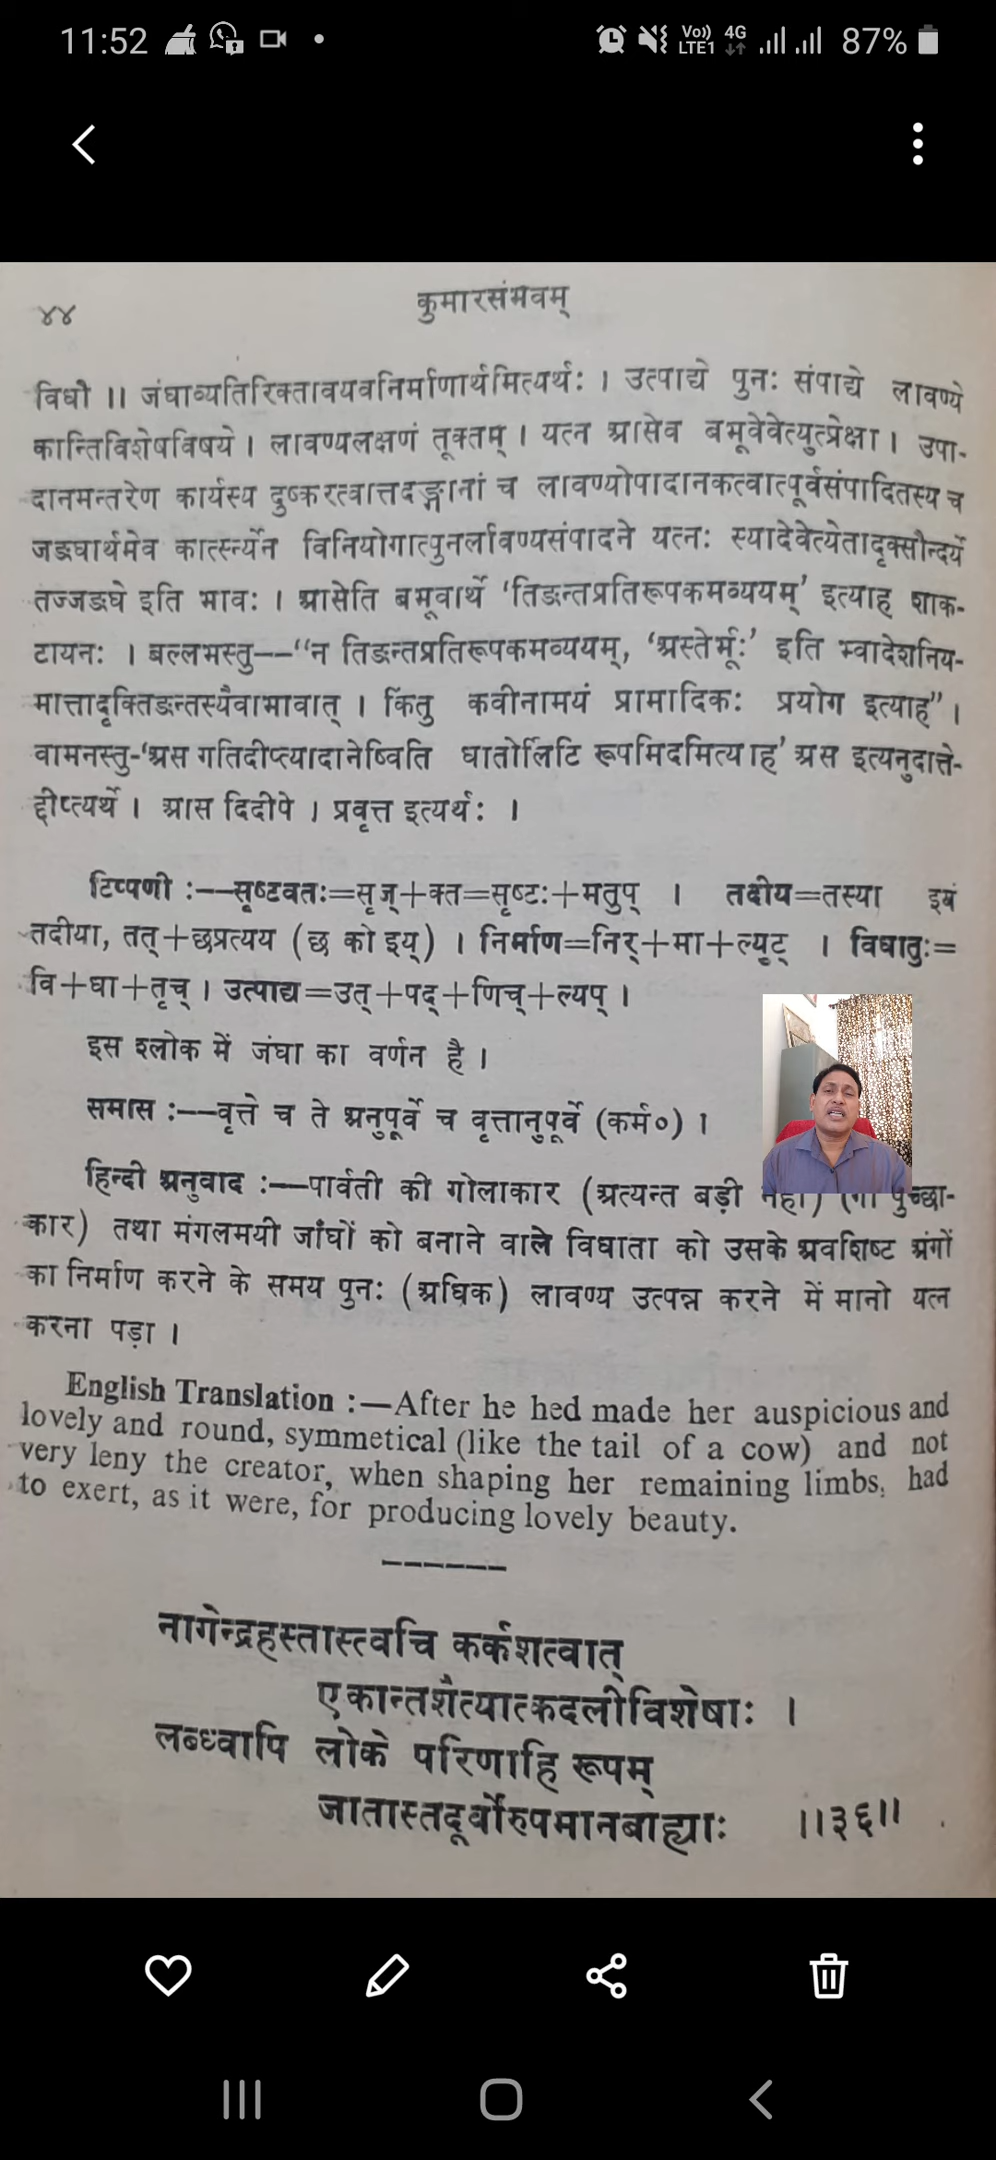 11:52
Vo)) LTE1 4G 87%
४४ कुमारसंभवम्
विधौ ।। जंघाव्यतिरिक्तावयवनिर्माणार्थमित्यर्थः । उत्पाद्ये पुनः संपाद्ये लावण्ये
कान्तिविशेषविषये । लावण्यलक्षणं तूक्तम् । यत्न आसेव बभूवेवेत्युत्प्रेक्षा । उपा-
दानमन्तरेण कार्यस्य दुष्करत्वात्तदङ्गानां च लावण्योपादानकत्वात्पूर्वसंपादितस्य च
जङघार्थमेव कार्त्स्न्येन विनियोगात्पुनर्लावण्यसंपादने यत्नः स्यादेवेत्येतादृक्सौन्दर्ये
तज्जङघे इति भावः । आसेति बभूवार्थे ‘तिङन्तप्रतिरूपकमव्ययम्’ इत्याह शाक-
टायनः । बल्लभस्तु––“न तिङन्तप्रतिरूपकमव्ययम्, ‘अस्तेर्भूः’ इति भ्वादेशनिय-
मात्तादृक्तिङन्तस्यैवाभावात् । किंतु कवीनामयं प्रामादिकः प्रयोग इत्याह” ।
वामनस्तु-‘अस गतिदीप्त्यादानेष्विति धातोर्लिटि रूपमिदमित्याह’ अस इत्यनुदात्ते-
द्दीप्त्यर्थे । आस दिदीपे । प्रवृत्त इत्यर्थः ।
टिप्पणी :––सृष्टवतः=सृज्+क्त=सृष्टः+मतुप् । तदीय=तस्या इवं
तदीया, तत्+छप्रत्यय (छ को इय्) । निर्माण=निर्+मा+ल्युट् । विधातुः=
वि+धा+तृच् । उत्पाद्य=उत्+पद्+णिच्+ल्यप् ।
इस श्लोक में जंघा का वर्णन है ।
समास :––वृत्ते च ते अनुपूर्वे च वृत्तानुपूर्वे (कर्म०) ।
हिन्दी अनुवाद :––पार्वती की गोलाकार (अत्यन्त बड़ी नहीं) (गो पुच्छा-
कार) तथा मंगलमयी जाँघों को बनाने वाले विधाता को उसके अवशिष्ट अंगों
का निर्माण करने के समय पुनः (अधिक) लावण्य उत्पन्न करने में मानो यत्न
करना पड़ा ।
English Translation :—After he hed made her auspicious and
lovely and round, symmetical (like the tail of a cow) and not
very leny the creator, when shaping her remaining limbs, had
to exert, as it were, for producing lovely beauty.
नागेन्द्रहस्तास्त्वचि कर्कशत्वात्
एकान्तशैत्यात्कदलीविशेषाः ।
लब्ध्वापि लोके परिणाहि रूपम्
जातास्तदूर्वोरुपमानबाह्याः ।।३६।।